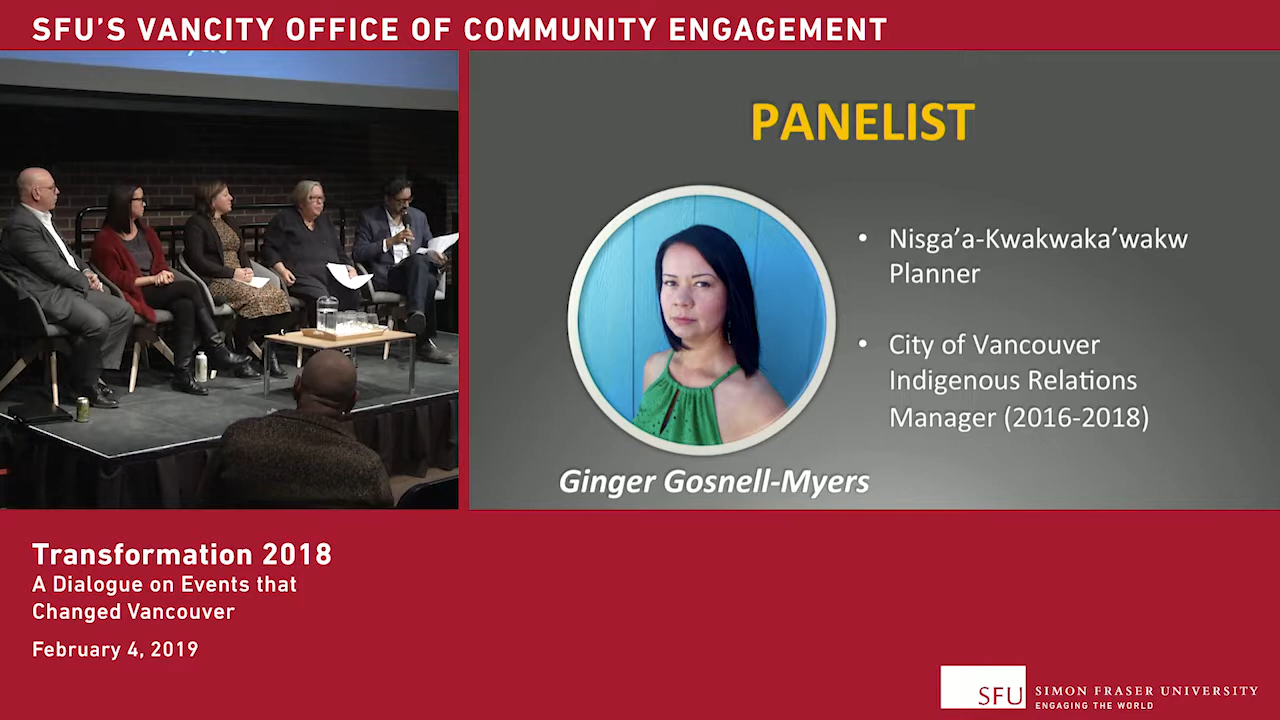 SFU'S VANCITY OFFICE OF COMMUNITY ENGAGEMENT
PANELIST
• Nisga'a-Kwakwaka'wakw
Planner
• City of Vancouver
Indigenous Relations
Manager (2016-2018)
Ginger Gosnell-Myers
Transformation 2018
A Dialogue on Events that
Changed Vancouver
February 4, 2019
SFU
SIMON FRASER UNIVERSITY
ENGAGING THE WORLD